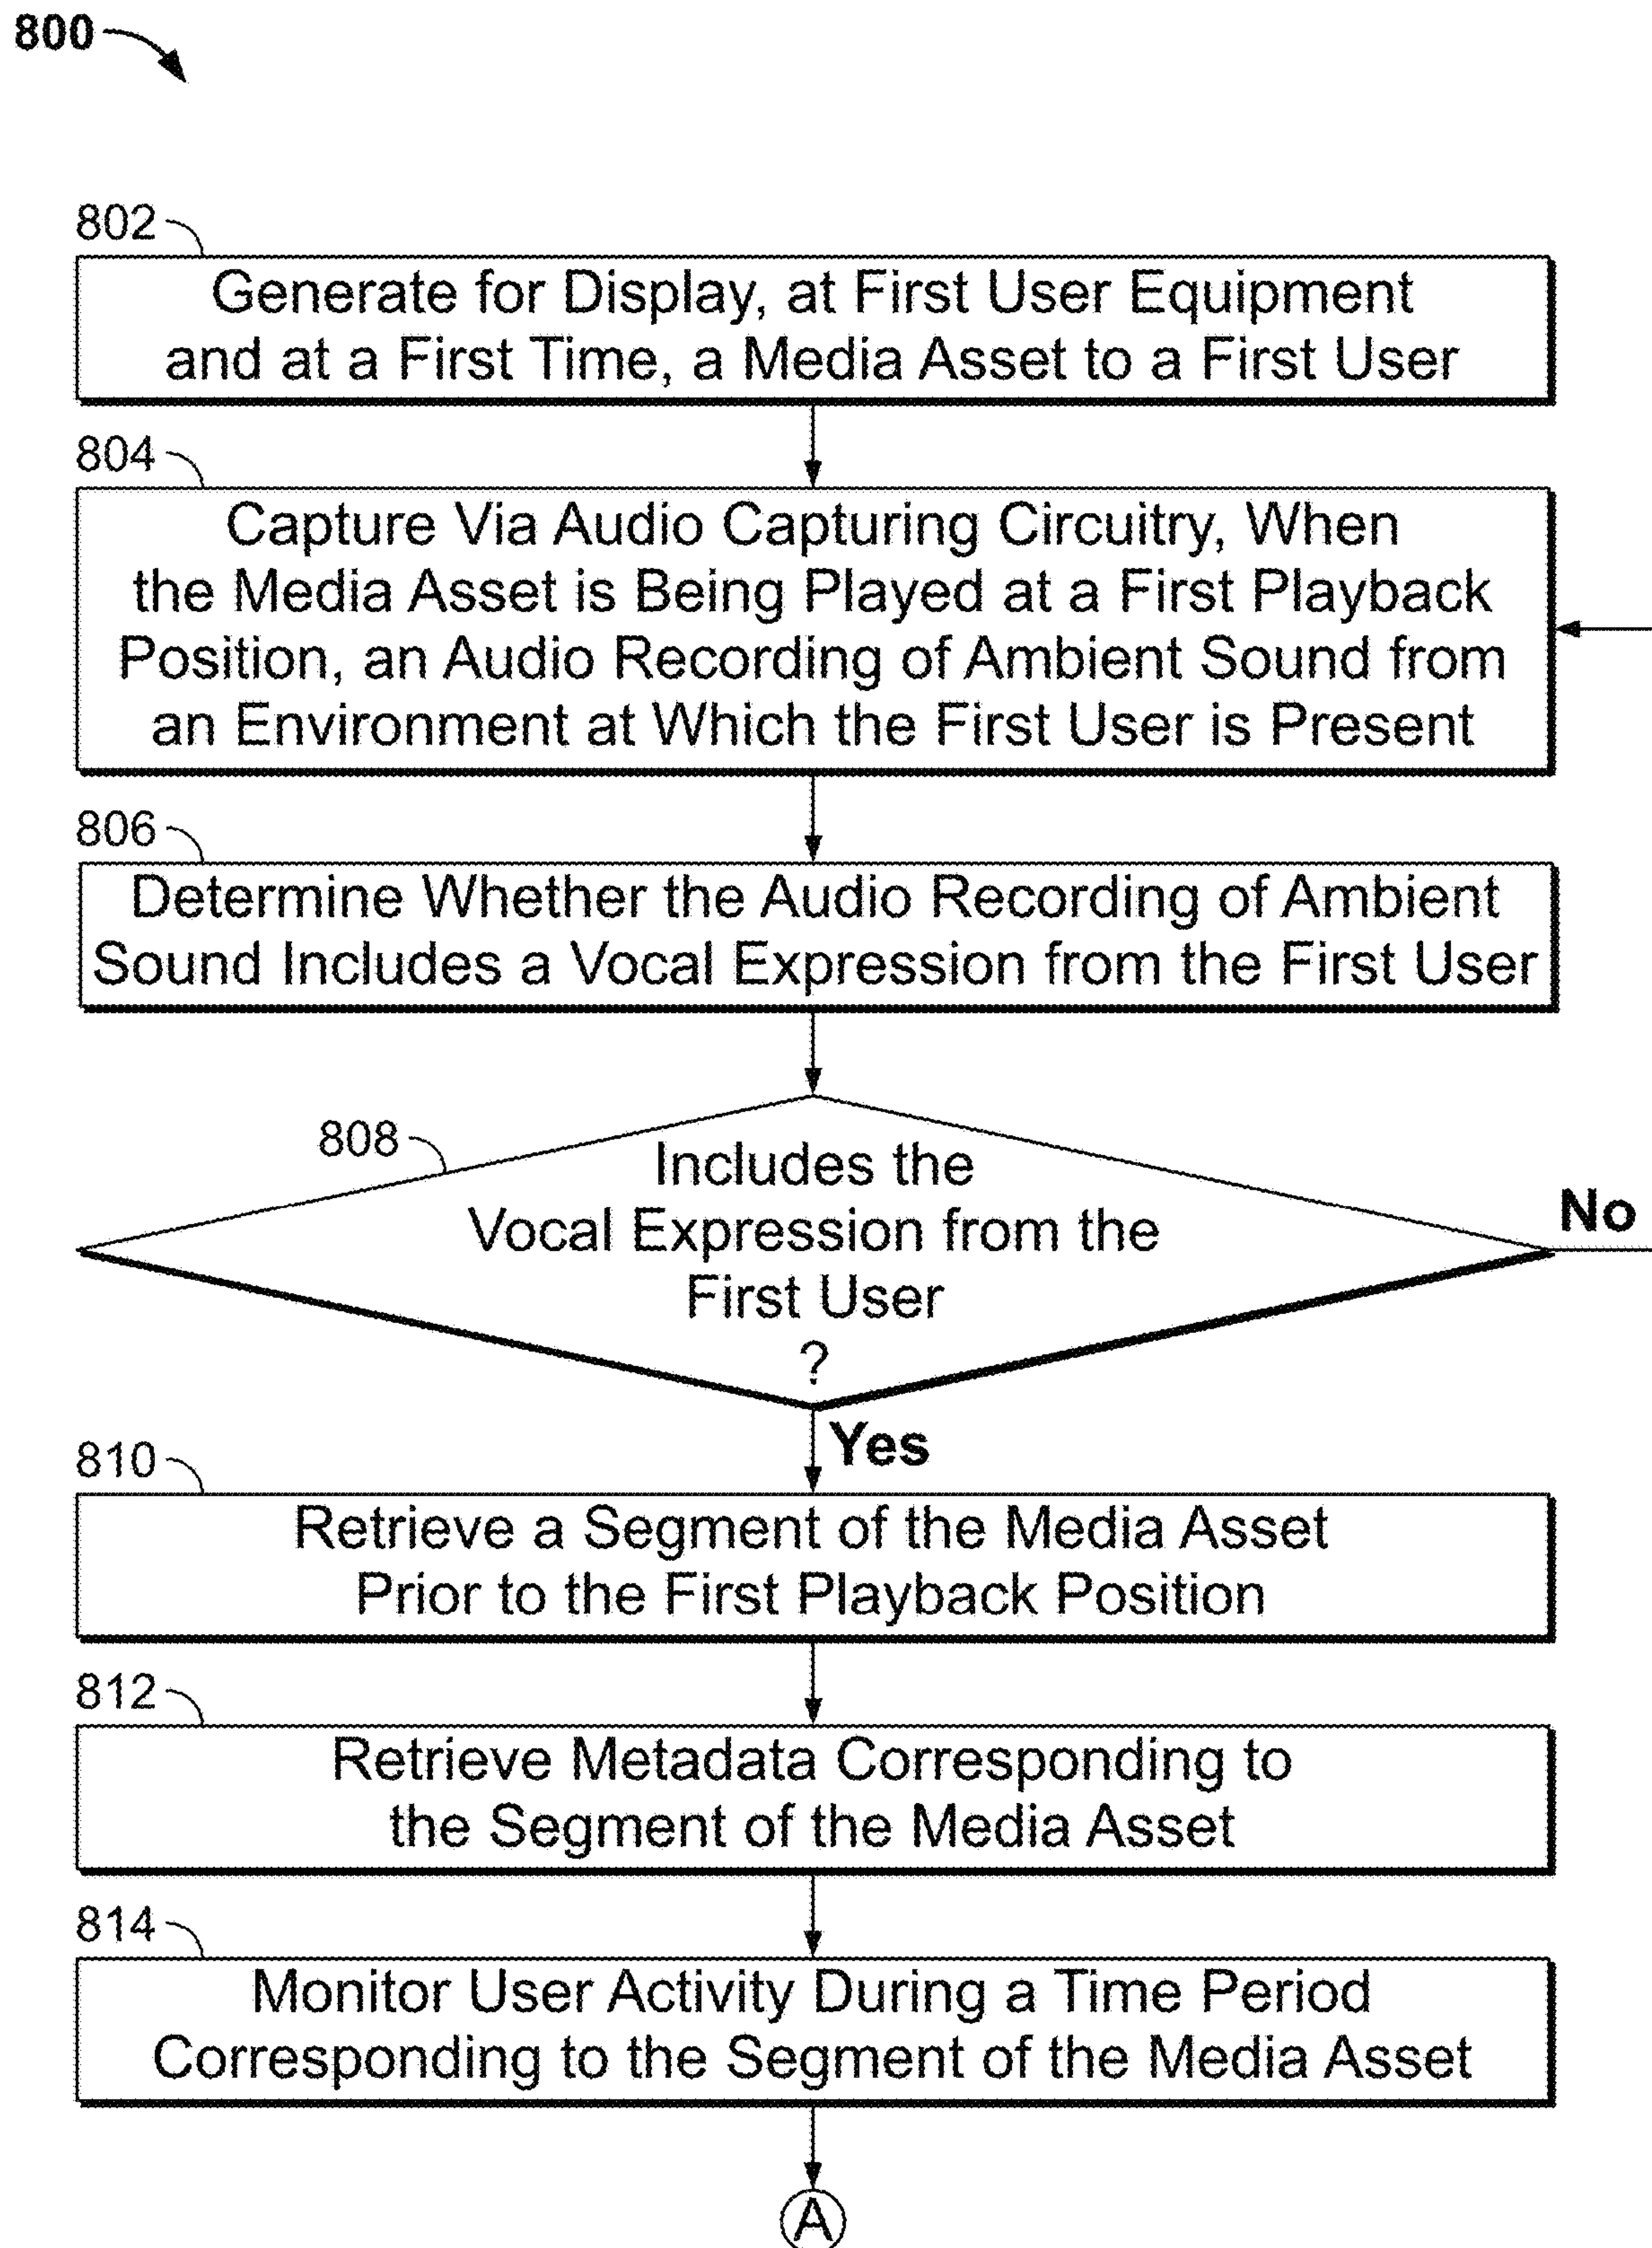 800
802
Generate for Display, at First User Equipment
and at a First Time, a Media Asset to a First User
804
Capture Via Audio Capturing Circuitry, When
the Media Asset is Being Played at a First Playback
Position, an Audio Recording of Ambient Sound from
an Environment at Which the First User is Present
806
Determine Whether the Audio Recording of Ambient
Sound Includes a Vocal Expression from the First User
808
Includes the
Vocal Expression from the
First User
?
No
Yes
810
Retrieve a Segment of the Media Asset
Prior to the First Playback Position
812
Retrieve Metadata Corresponding to
the Segment of the Media Asset
814
Monitor User Activity During a Time Period
Corresponding to the Segment of the Media Asset
A